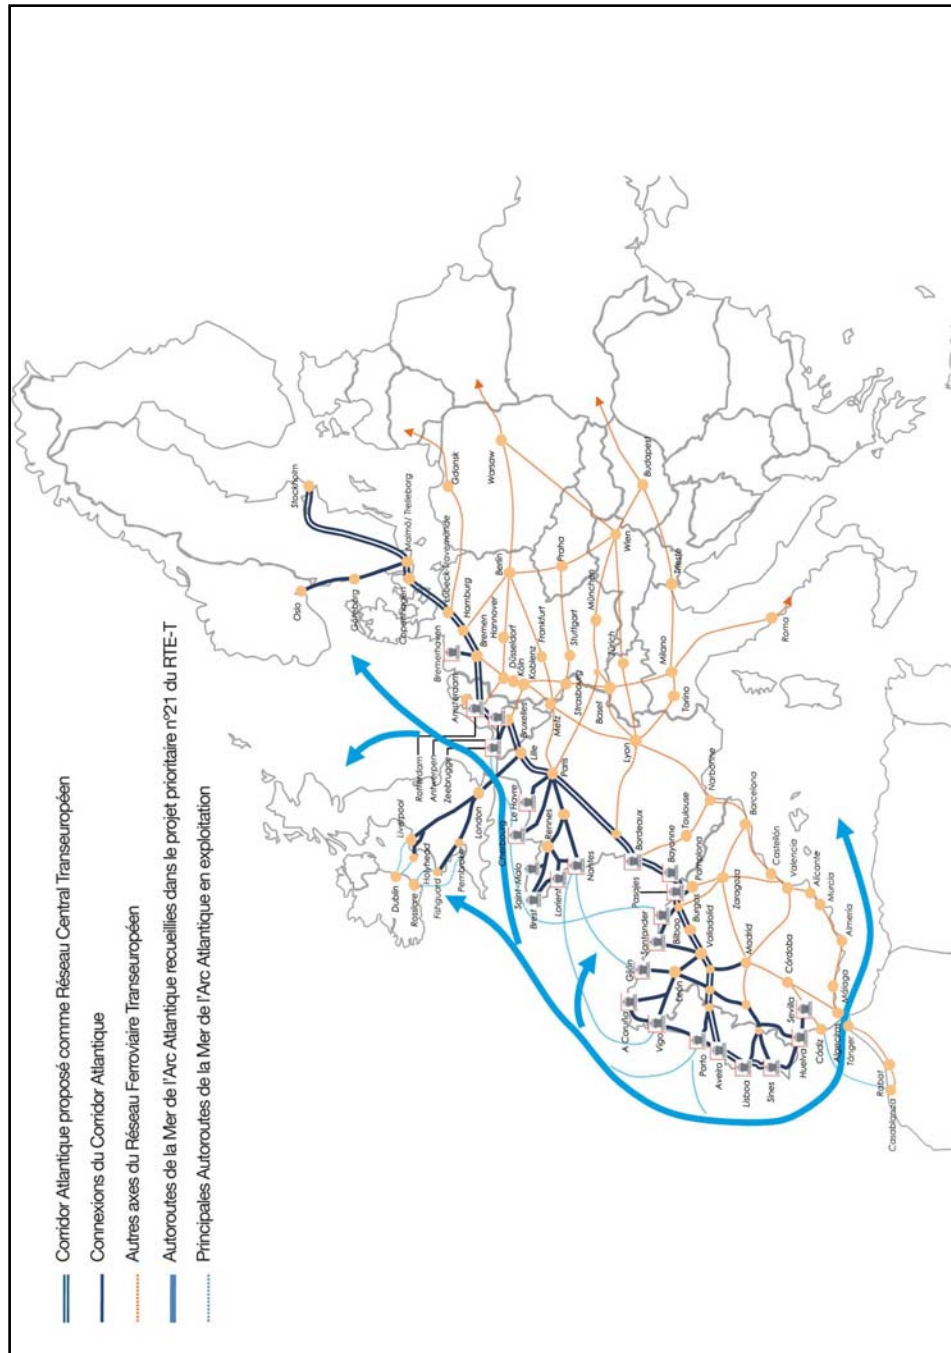 Corridor Atlantique proposé comme Réseau Central Transeuropéen
Connexions du Corridor Atlantique
Autres axes du Réseau Ferroviaire Transeuropéen
Autoroutes de la Mer de l'Arc Atlantique recueillies dans le projet prioritaire nº21 du RTE-T
Principales Autoroutes de la Mer de l'Arc Atlantique en exploitation
Stockholm
Oslo
Göteborg
Malmö/ Trelleborg
Coppenhagen
Lübeck-Travemünde
Hamburg
Bremen
Bremerhaven
Gdansk
Warsaw
Berlin
Hannover
Amsterdam
Rotterdam
Antwerpen
Zeebrugge
Düsseldorf
Köln
Koblenz
Frankfurt
Praha
Bruxelles
Lille
Metz
Strasbourg
Stuttgart
München
Wien
Budapest
Basel
Zürich
Trieste
Milano
Torino
Roma
Liverpool
Dublin
Holyhead
Rosslare
Fishguard
Pembroke
London
Cherbourg
Le Havre
Paris
Rennes
Saint-Malo
Brest
Lorient
Nantes
Lyon
Bordeaux
Bayonne
Toulouse
Narbonne
Pasajes
Pamplona
Santander
Bilbao
Burgos
Valladolid
Zaragoza
Barcelona
Castellón
Valencia
Alicante
Murcia
Almería
Gijón
León
A Coruña
Vigo
Madrid
Córdoba
Sevilla
Málaga
Porto
Aveiro
Lisboa
Sines
Huelva
Cádiz
Algeciras
Tánger
Rabat
Casablanca